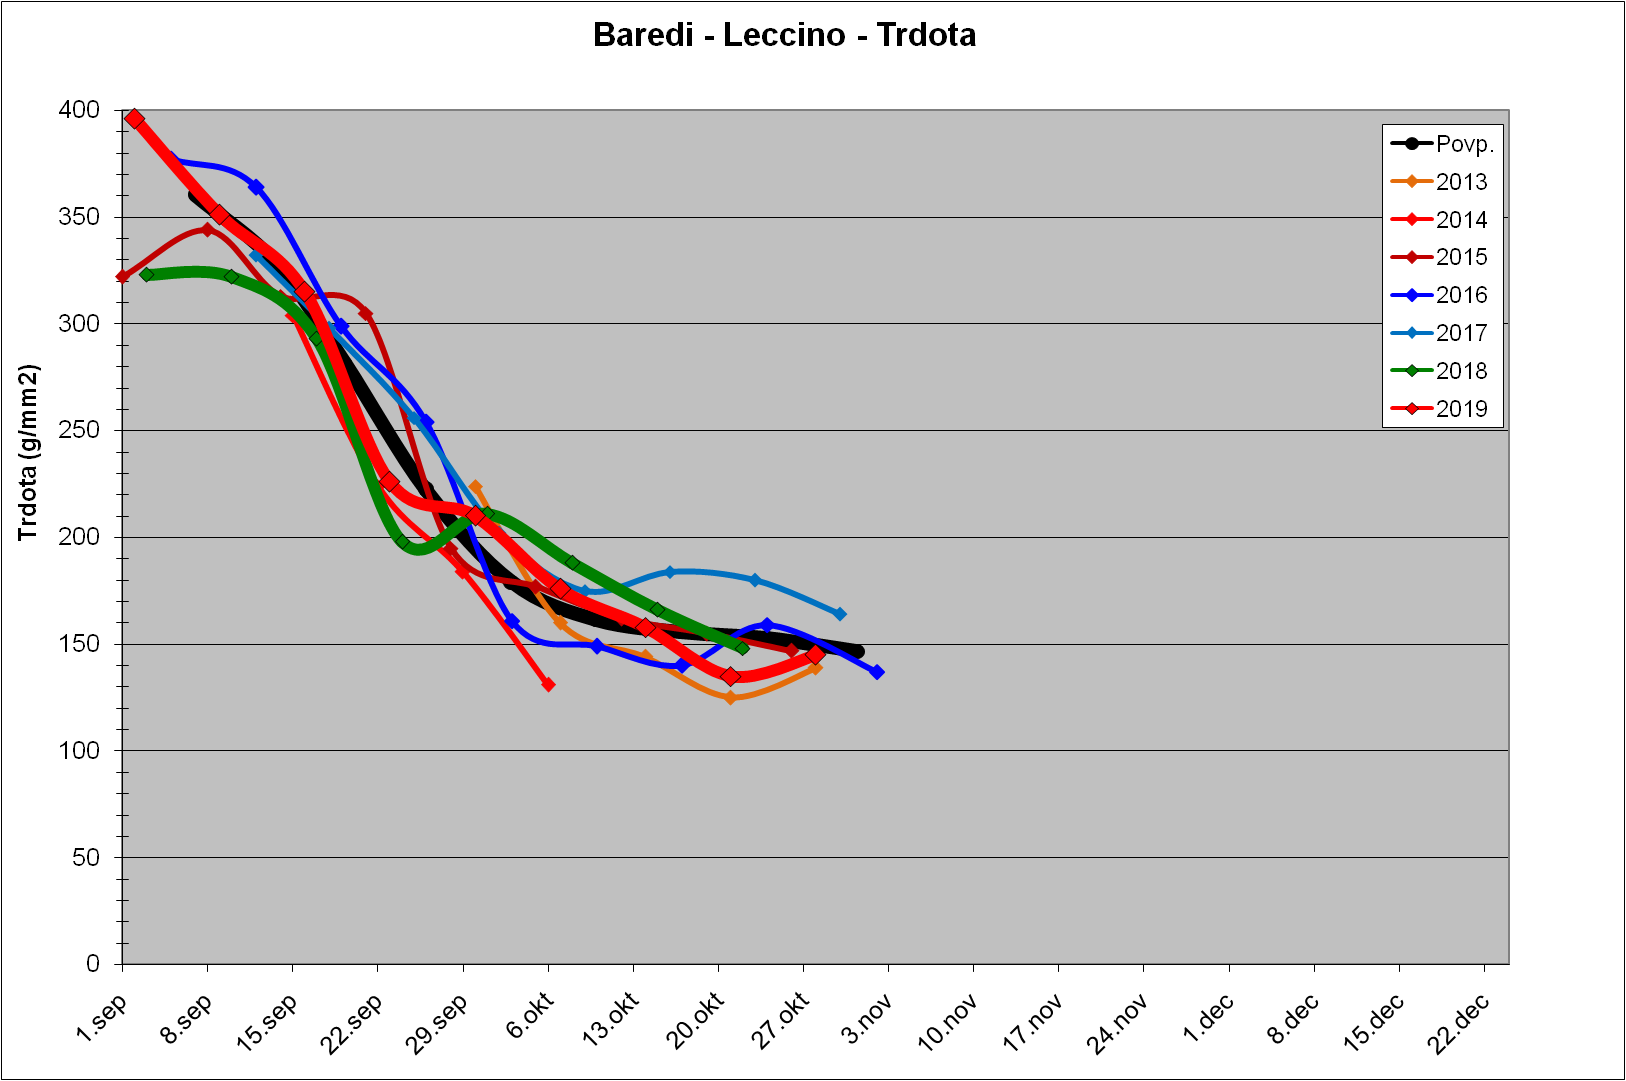 Baredi - Leccino - Trdota
Trdota (g/mm2)
400
350
300
250
200
150
100
50
0
Povp.
2013
2014
2015
2016
2017
2018
2019
1.sep
8.sep
15.sep
22.sep
29.sep
6.okt
13.okt
20.okt
27.okt
3.nov
10.nov
17.nov
24.nov
1.dec
8.dec
15.dec
22.dec